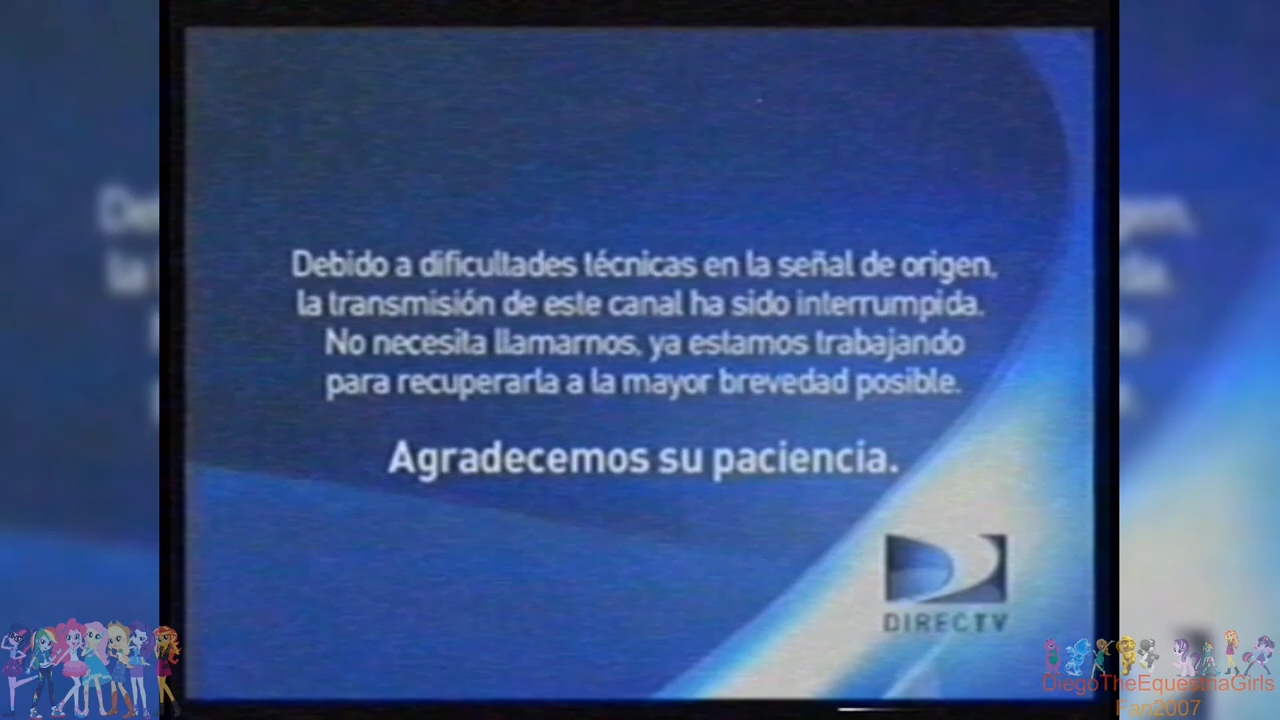 Debido a dificultades técnicas en la señal de origen,
la transmisión de este canal ha sido interrumpida.
No necesita llamarnos, ya estamos trabajando
para recuperarla a la mayor brevedad posible.
Agradecemos su paciencia.
DIRECTV
DiegoTheEquestriaGirls
Fan2007